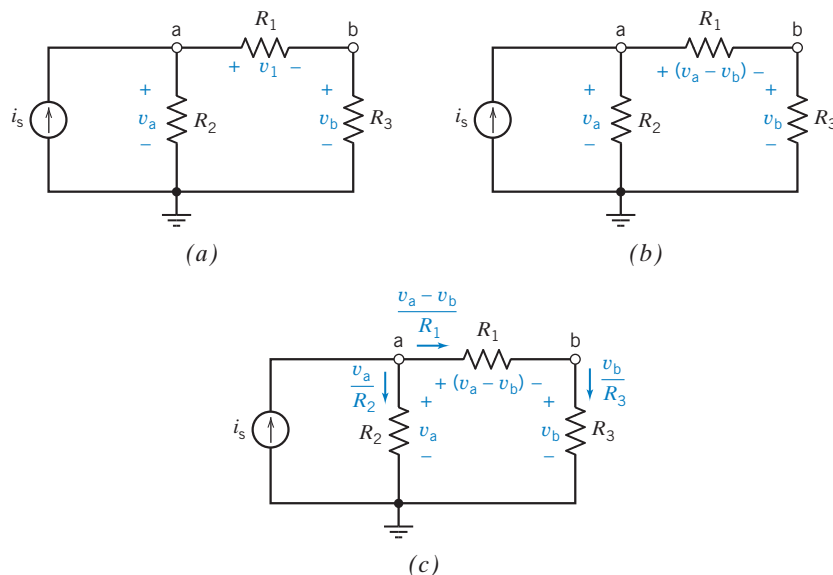 a R1 b a R1 b
+ v1 − + (va − vb) −
+ + + +
is va R2 vb R3 is va R2 vb R3
− − − −
(a) (b)
va − vb
R1
a R1 b
va
R2
+ (va − vb) −
vb
R3
+ +
is R2 va vb R3
− −
(c)